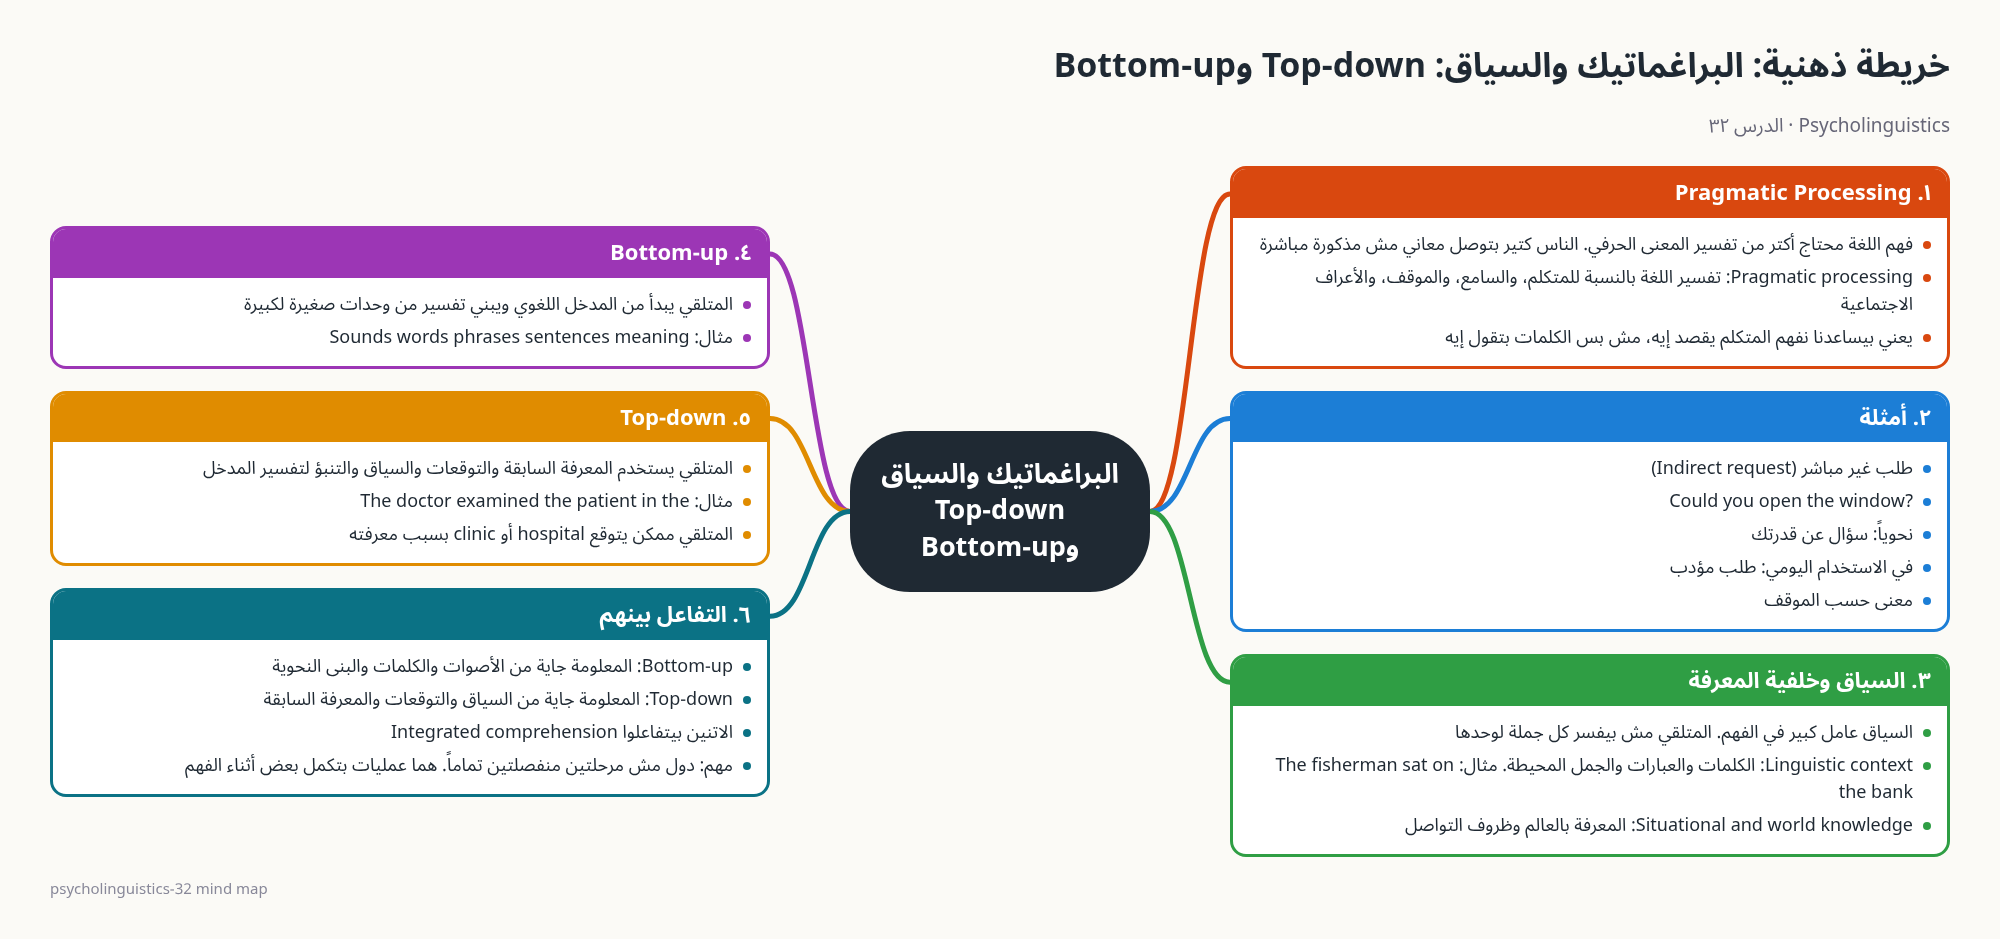 خريطة ذهنية: البراغماتيك والسياق: Top-down وBottom-up
Psycholinguistics · الدرس ٣٢
١. Pragmatic Processing
فهم اللغة محتاج أكتر من تفسير المعنى الحرفي. الناس كتير بتوصل معاني مش مذكورة مباشرة
Pragmatic processing: تفسير اللغة بالنسبة للمتكلم، والسامع، والموقف، والأعراف
الاجتماعية
يعني بيساعدنا نفهم المتكلم يقصد إيه، مش بس الكلمات بتقول إيه
٢. أمثلة
طلب غير مباشر (Indirect request)
Could you open the window?
نحوياً: سؤال عن قدرتك
في الاستخدام اليومي: طلب مؤدب
معنى حسب الموقف
٣. السياق وخلفية المعرفة
السياق عامل كبير في الفهم. المتلقي مش بيفسر كل جملة لوحدها
Linguistic context: الكلمات والعبارات والجمل المحيطة. مثال: The fisherman sat on
the bank
Situational and world knowledge: المعرفة بالعالم وظروف التواصل
البراغماتيك والسياق
Top-down
وBottom-up
٤. Bottom-up
المتلقي يبدأ من المدخل اللغوي ويبني تفسير من وحدات صغيرة لكبيرة
مثال: Sounds words phrases sentences meaning
٥. Top-down
المتلقي يستخدم المعرفة السابقة والتوقعات والسياق والتنبؤ لتفسير المدخل
مثال: The doctor examined the patient in the
المتلقي ممكن يتوقع hospital أو clinic بسبب معرفته
٦. التفاعل بينهم
Bottom-up: المعلومة جاية من الأصوات والكلمات والبنى النحوية
Top-down: المعلومة جاية من السياق والتوقعات والمعرفة السابقة
الاتنين بيتفاعلوا Integrated comprehension
مهم: دول مش مرحلتين منفصلتين تماماً. هما عمليات بتكمل بعض أثناء الفهم
psycholinguistics-32 mind map